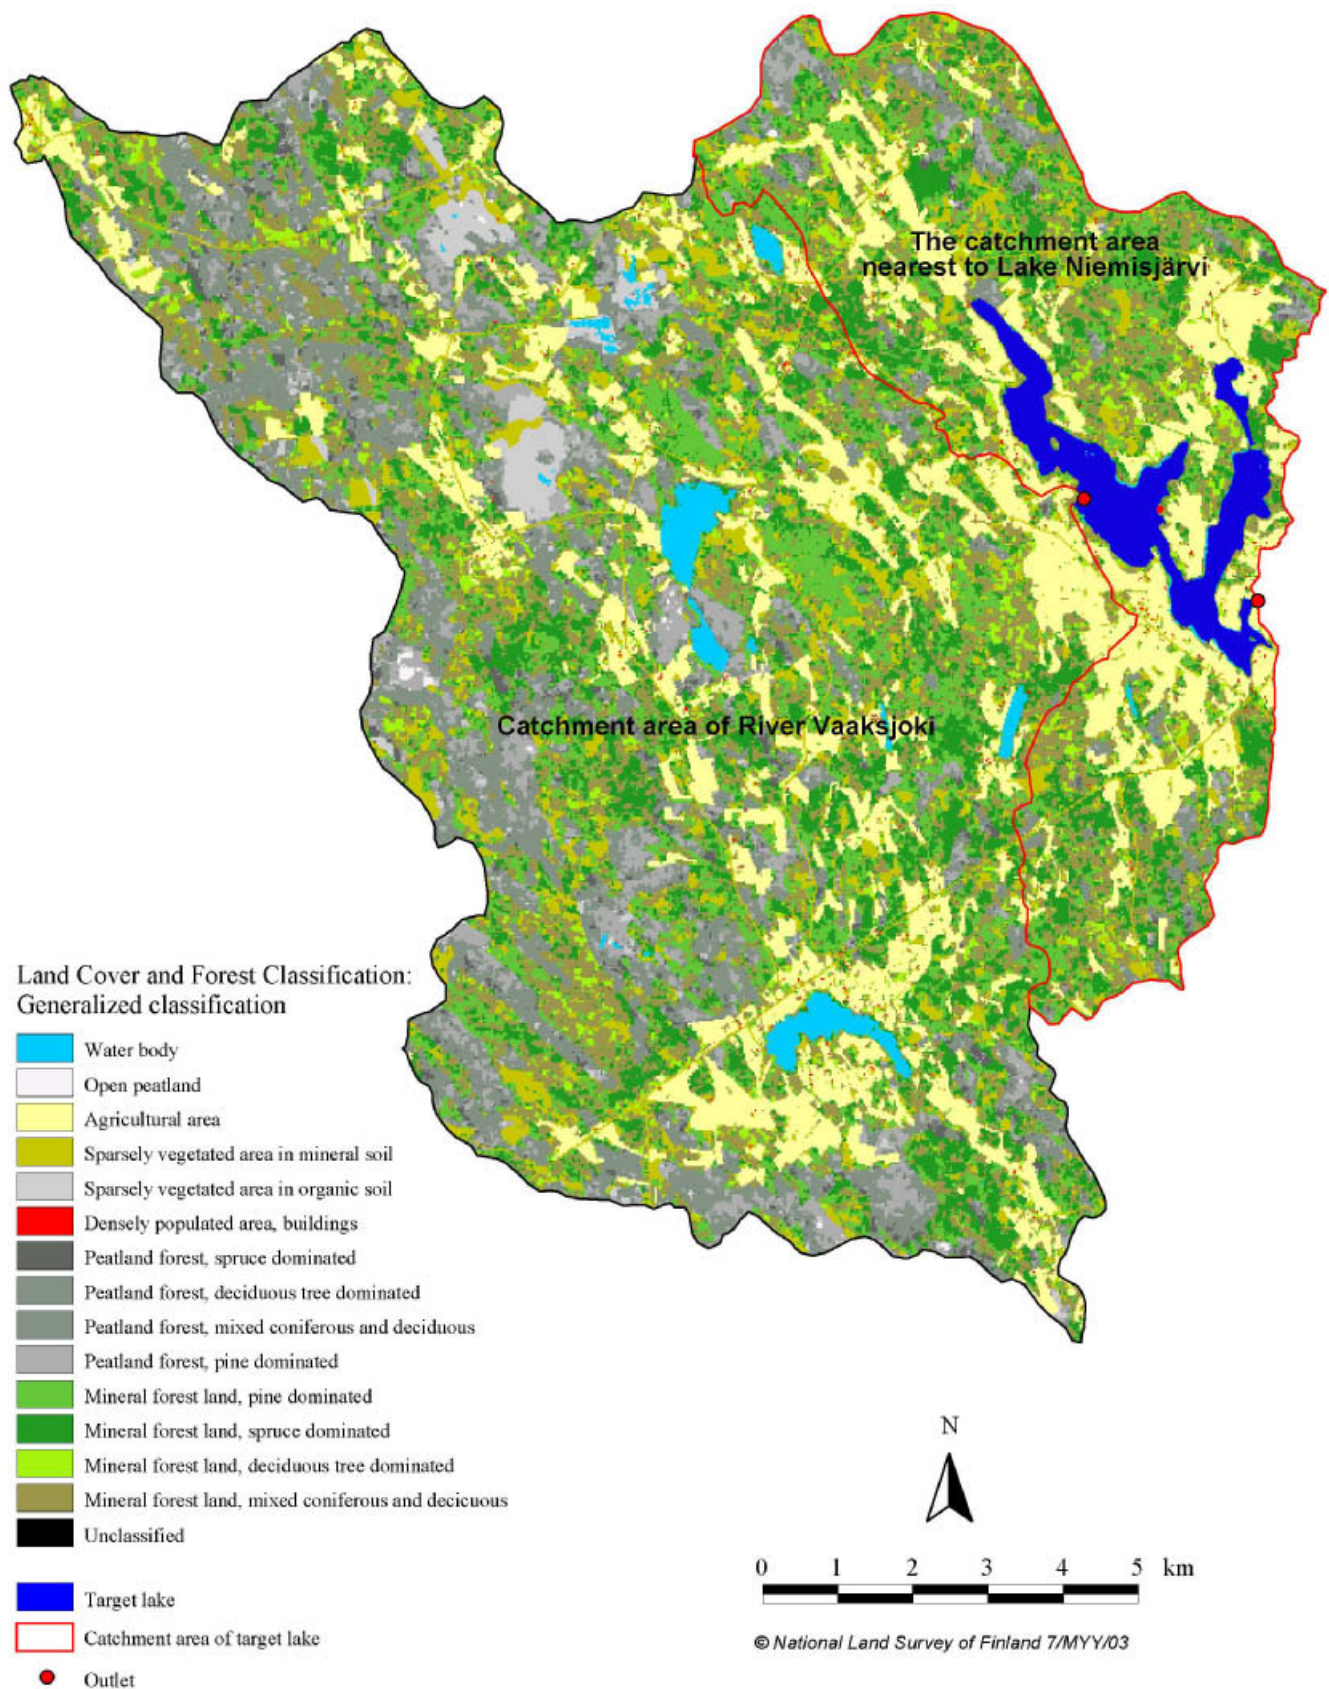 The catchment area
nearest to Lake Niemisjärvi
Catchment area of River Vaaksjoki
Land Cover and Forest Classification:
Generalized classification
Water body
Open peatland
Agricultural area
Sparsely vegetated area in mineral soil
Sparsely vegetated area in organic soil
Densely populated area, buildings
Peatland forest, spruce dominated
Peatland forest, deciduous tree dominated
Peatland forest, mixed coniferous and deciduous
Peatland forest, pine dominated
Mineral forest land, pine dominated
Mineral forest land, spruce dominated
Mineral forest land, deciduous tree dominated
Mineral forest land, mixed coniferous and decicuous
Unclassified
Target lake
Catchment area of target lake
Outlet
N
0 1 2 3 4 5 km
© National Land Survey of Finland 7/MYY/03